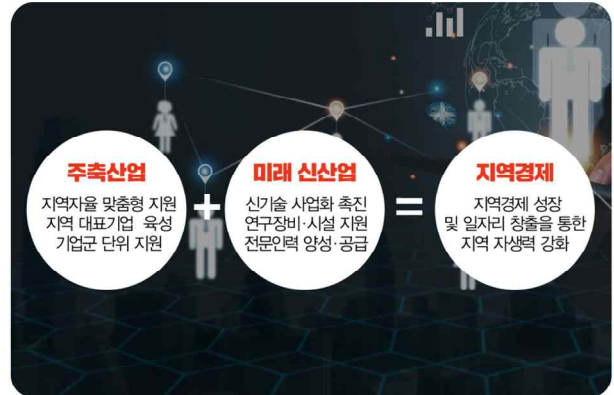 주축산업
지역자율 맞춤형 지원
지역 대표기업 육성
기업군 단위 지원
+
미래 신산업
신기술 사업화 촉진
연구장비·시설 지원
전문인력 양성·공급
=
지역경제
지역경제 성장
및 일자리 창출을 통한
지역 자생력 강화